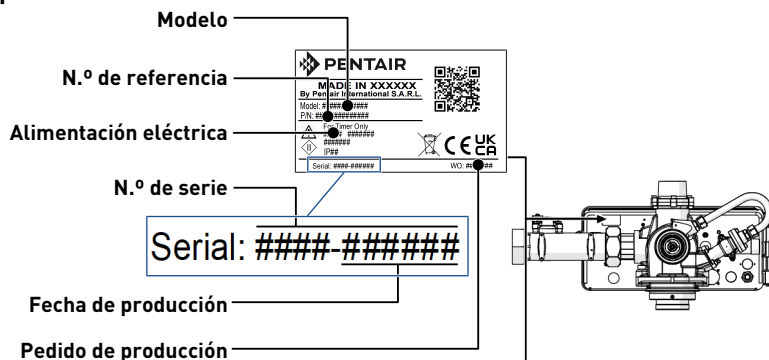 Modelo
PENTAIR
N.º de referencia
MADE IN XXXXXX
By Pentair International S.A.R.L.
Model: #
P/N:
For Timer Only
Alimentación eléctrica
#######
#######
IP##
CE UK CA
Serial: ####-######
WO:
N.º de serie
Serial: ####-######
Fecha de producción
Pedido de producción